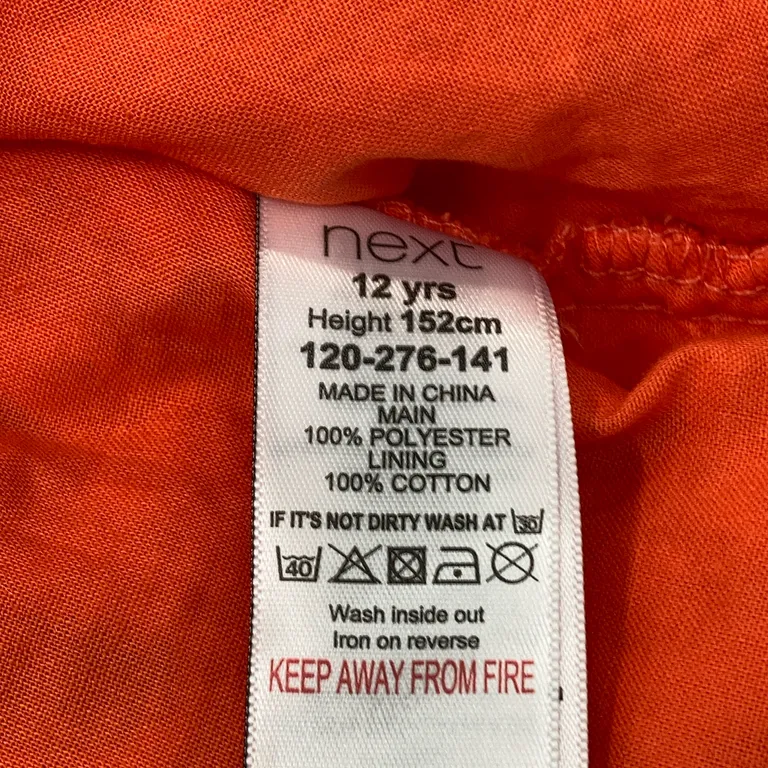 next
12 yrs
Height 152cm
120-276-141
MADE IN CHINA
MAIN
100% POLYESTER
LINING
100% COTTON
IF IT'S NOT DIRTY WASH AT 30
40
Wash inside out
Iron on reverse
KEEP AWAY FROM FIRE